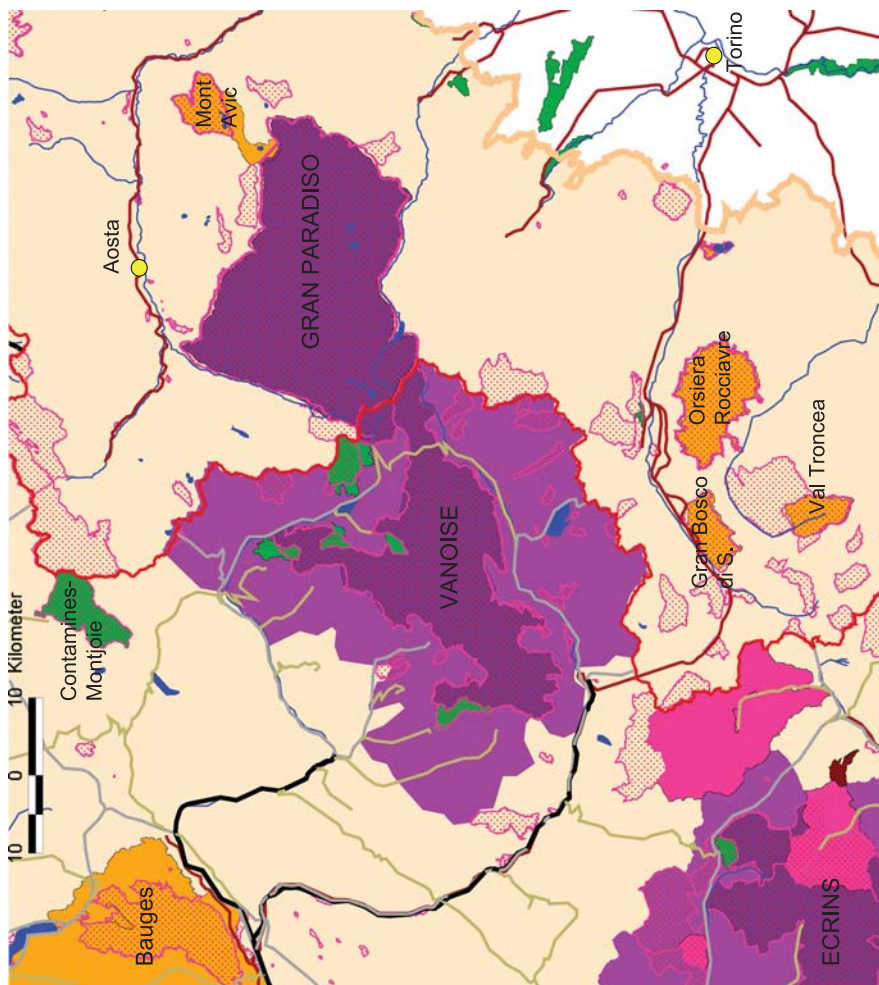 10 0 10 Kilometer
Bauges
Contamines-
Montjoie
Aosta
Mont
Avic
GRAN PARADISO
VANOISE
ECRINS
Gran Bosco
di S.
Orsiera
Rocciavre
Val Troncea
Torino